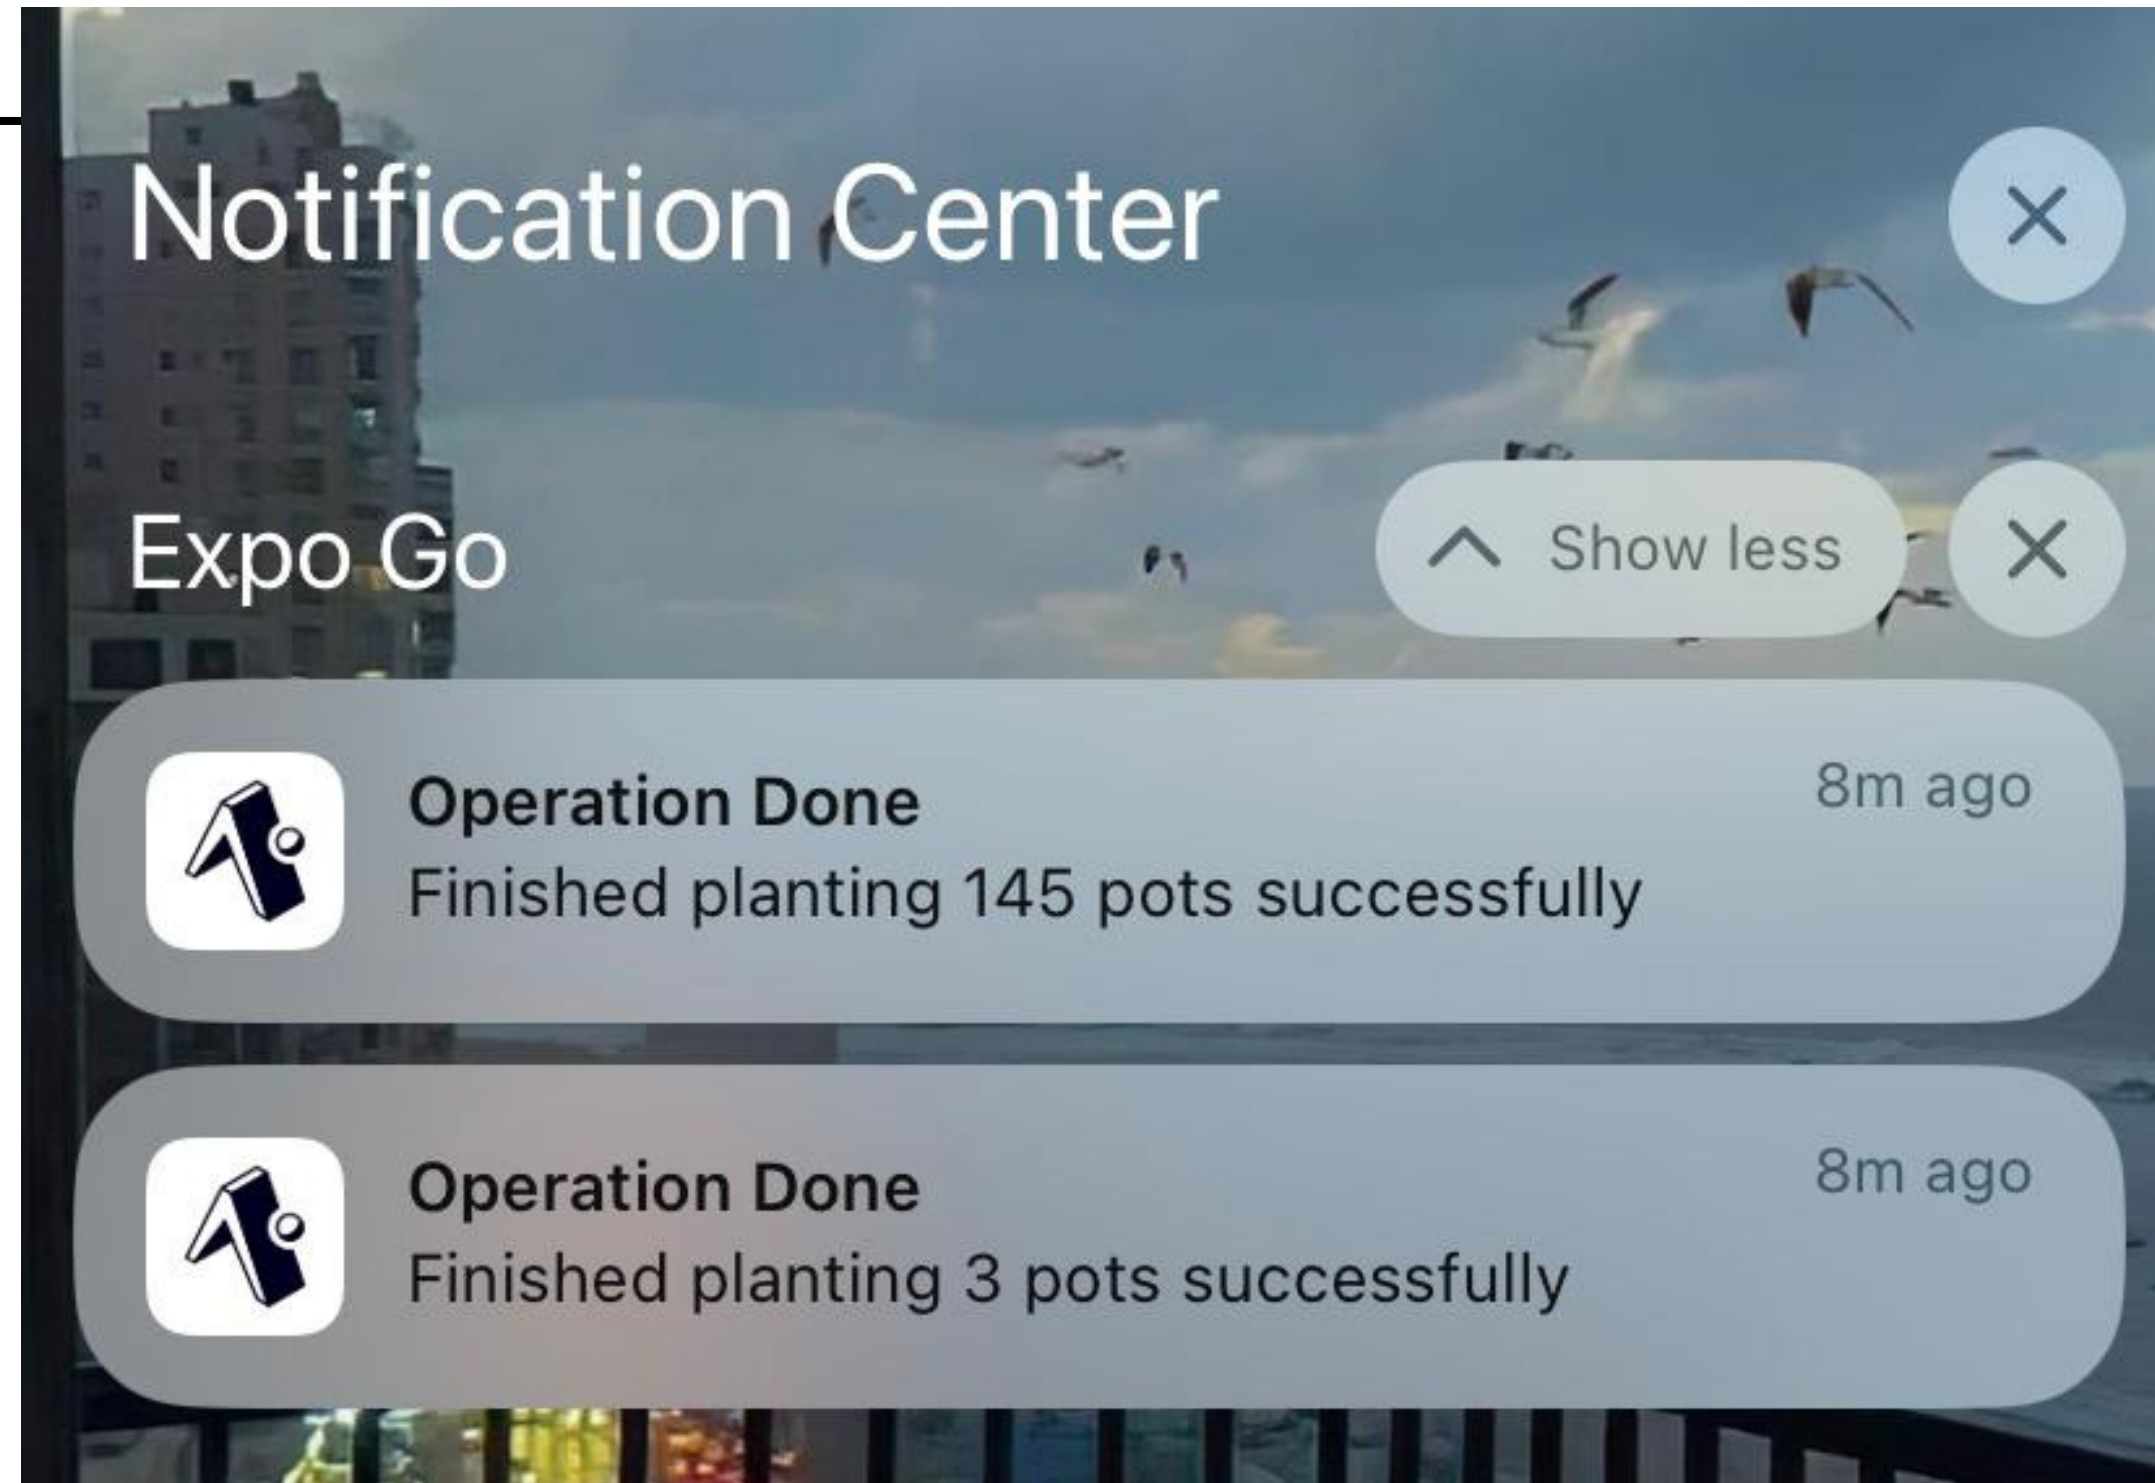 Notification Center
Expo Go
Show less
Operation Done
8m ago
Finished planting 145 pots successfully
Operation Done
8m ago
Finished planting 3 pots successfully